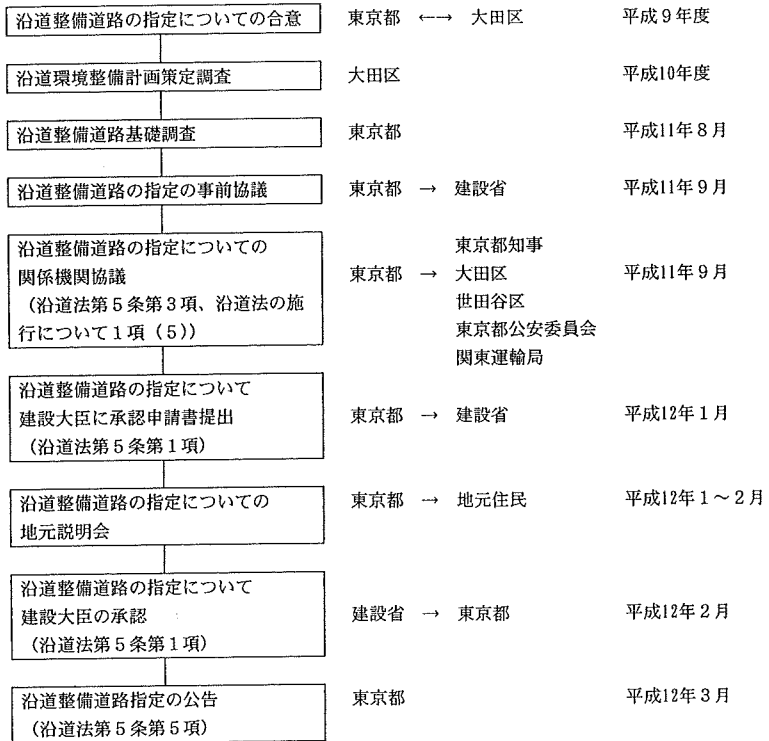 沿道整備道路の指定についての合意　東京都 ←→ 大田区　平成9年度
沿道環境整備計画策定調査　大田区　平成10年度
沿道整備道路基礎調査　東京都　平成11年8月
沿道整備道路の指定の事前協議　東京都 → 建設省　平成11年9月
沿道整備道路の指定についての
関係機関協議
（沿道法第5条第3項、沿道法の施
行について1項（5））
東京都 →
東京都知事
大田区
世田谷区
東京都公安委員会
関東運輸局
平成11年9月
沿道整備道路の指定について
建設大臣に承認申請書提出
（沿道法第5条第1項）
東京都 → 建設省　平成12年1月
沿道整備道路の指定についての
地元説明会
東京都 → 地元住民　平成12年1～2月
沿道整備道路の指定について
建設大臣の承認
（沿道法第5条第1項）
建設省 → 東京都　平成12年2月
沿道整備道路指定の公告
（沿道法第5条第5項）
東京都　平成12年3月